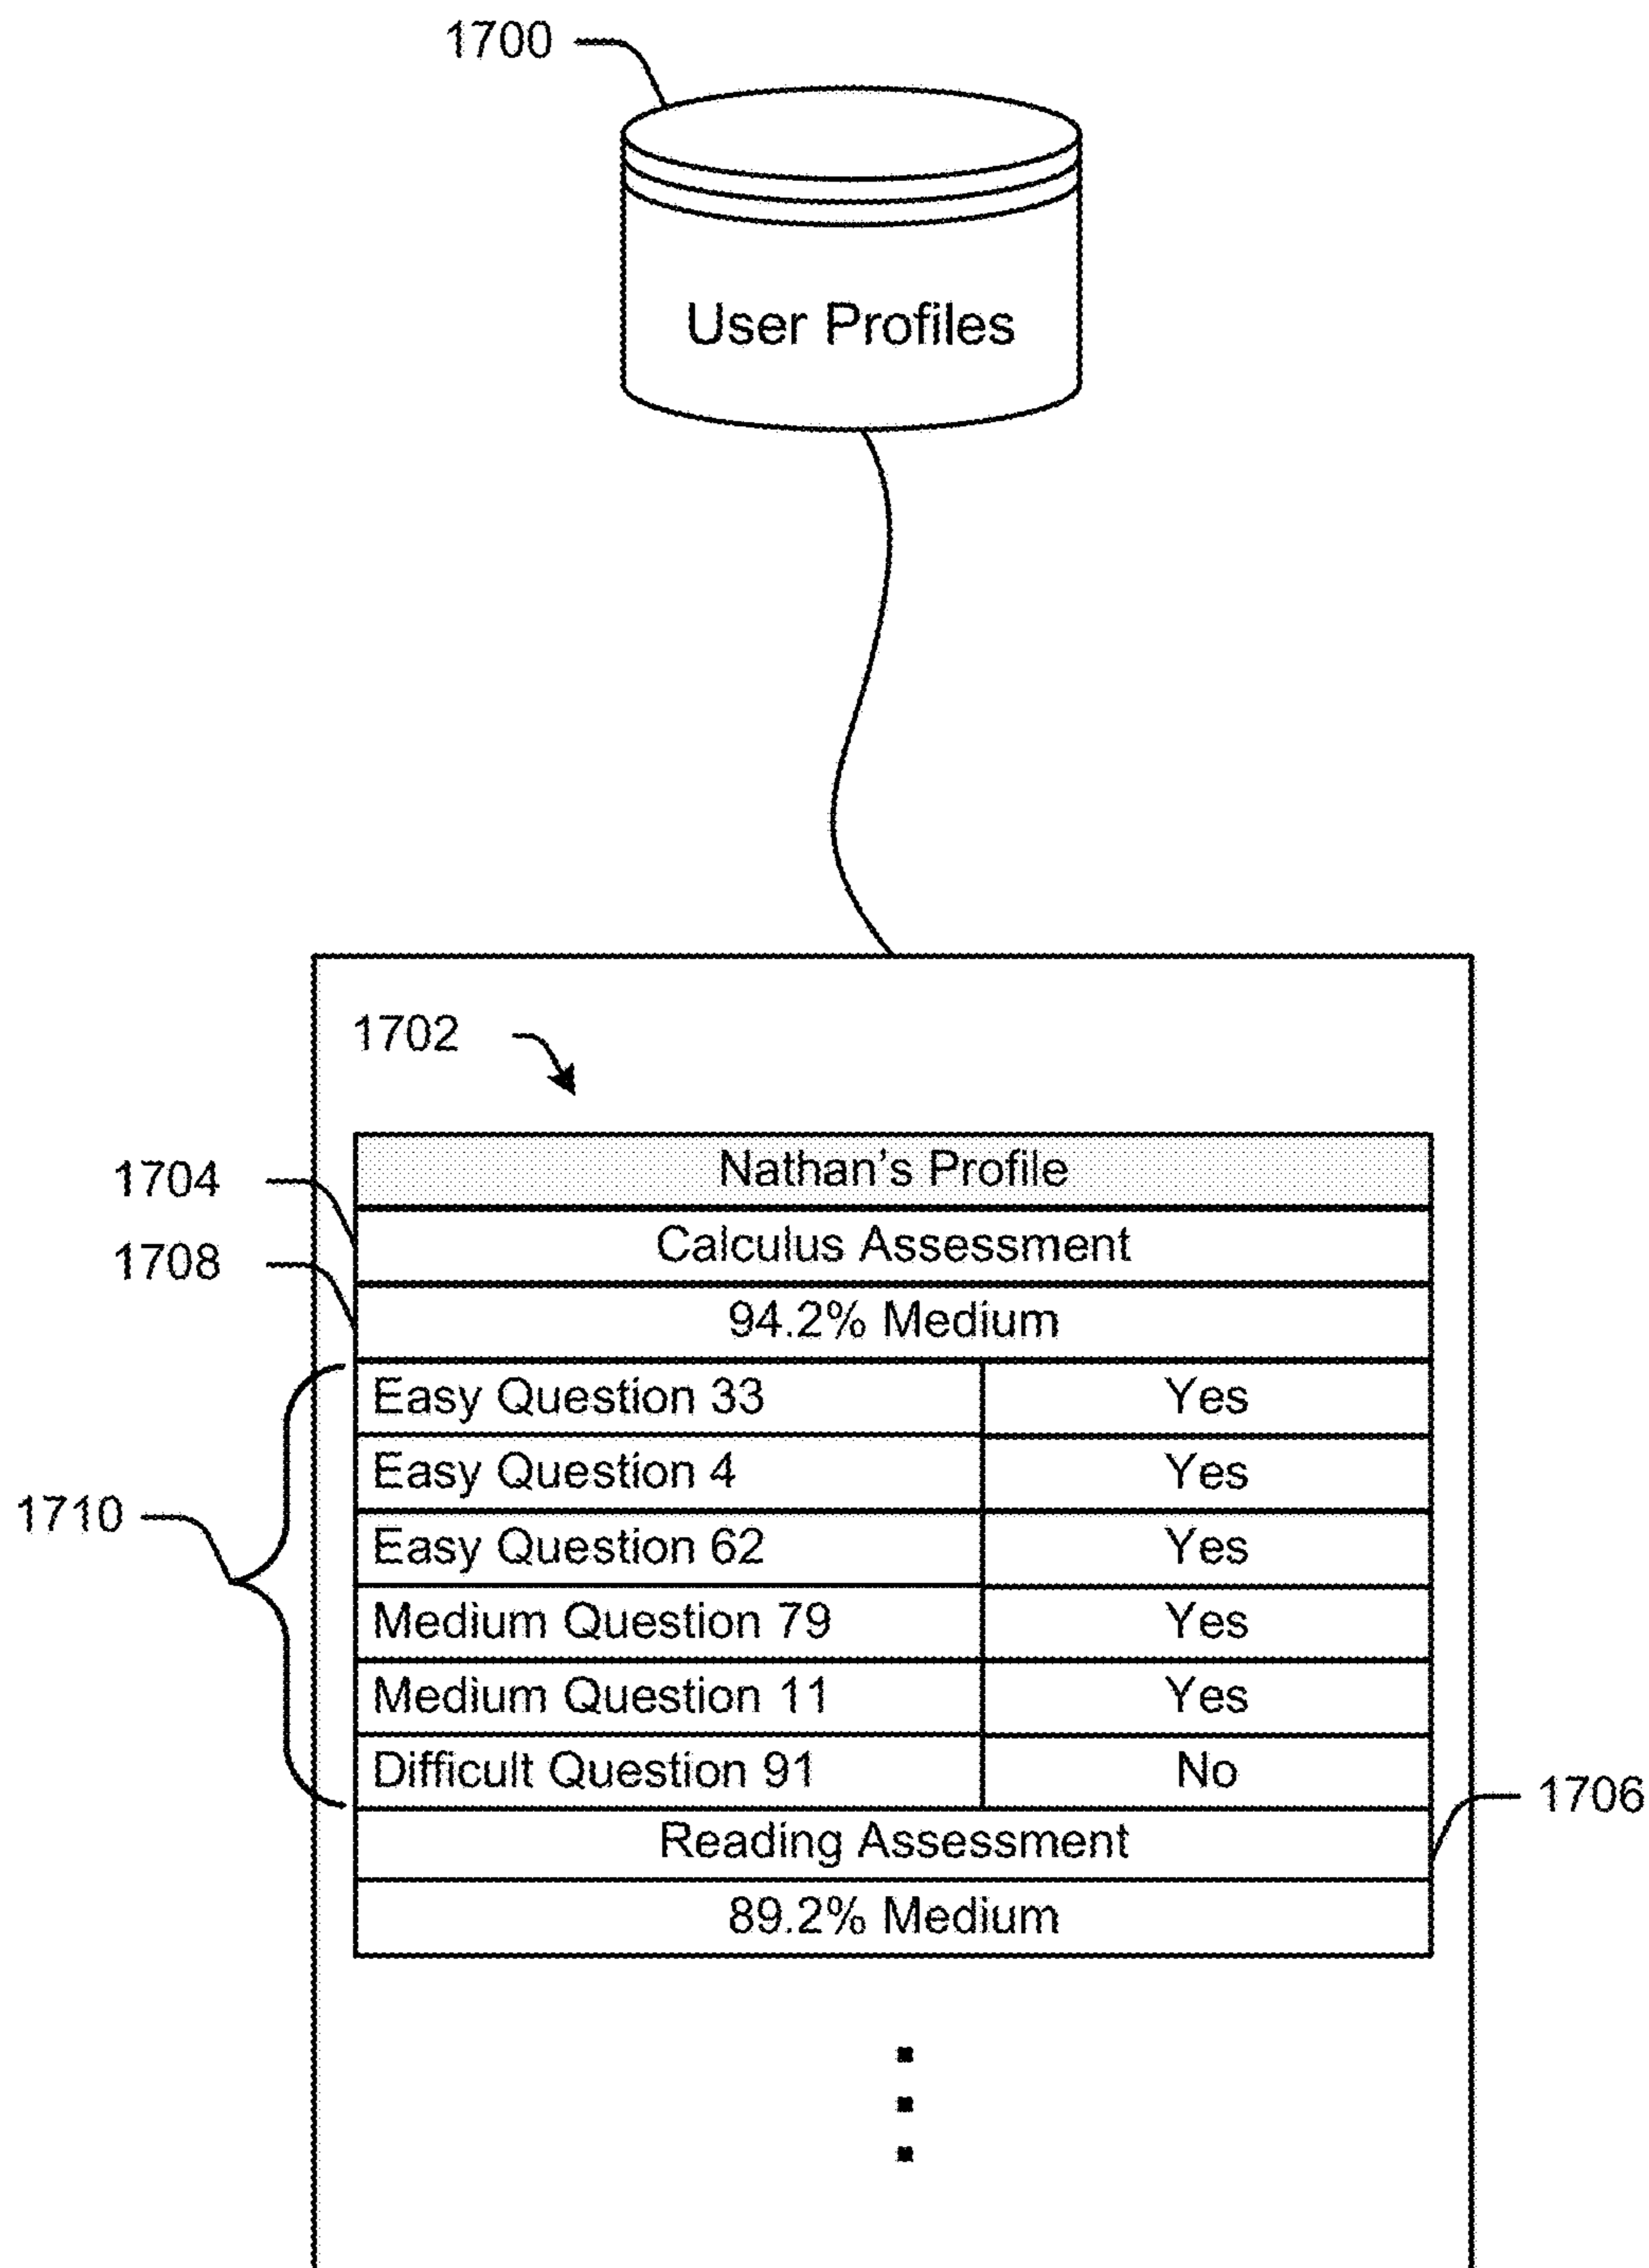 1700
User Profiles
1702
Nathan's Profile
1704
Calculus Assessment
1708
94.2% Medium
Easy Question 33 Yes
Easy Question 4 Yes
1710
Easy Question 62 Yes
Medium Question 79 Yes
Medium Question 11 Yes
Difficult Question 91 No
1706
Reading Assessment
89.2% Medium